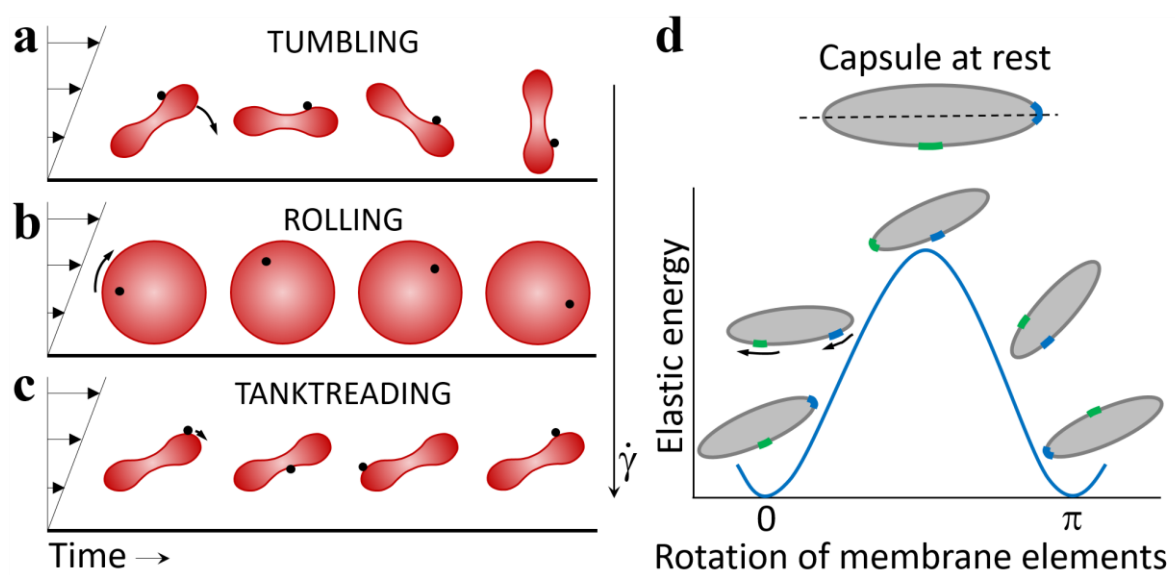 a
TUMBLING
b
ROLLING
c
TANKTREADING
Time
γ̇
d
Capsule at rest
Elastic energy
0
π
Rotation of membrane elements